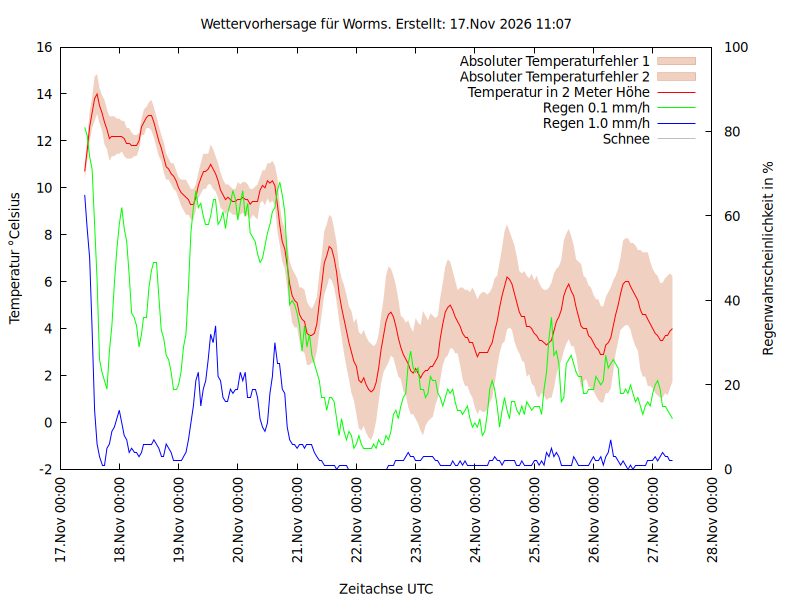 Wettervorhersage für Worms. Erstellt: 17.Nov 2026 11:07
Absoluter Temperaturfehler 1
Absoluter Temperaturfehler 2
Temperatur in 2 Meter Höhe
Regen 0.1 mm/h
Regen 1.0 mm/h
Schnee
Temperatur °Celsius
16
14
12
10
8
6
4
2
0
-2
Regenwahrscheinlichkeit in %
100
80
60
40
20
0
17.Nov 00:00
18.Nov 00:00
19.Nov 00:00
20.Nov 00:00
21.Nov 00:00
22.Nov 00:00
23.Nov 00:00
24.Nov 00:00
25.Nov 00:00
26.Nov 00:00
27.Nov 00:00
28.Nov 00:00
Zeitachse UTC